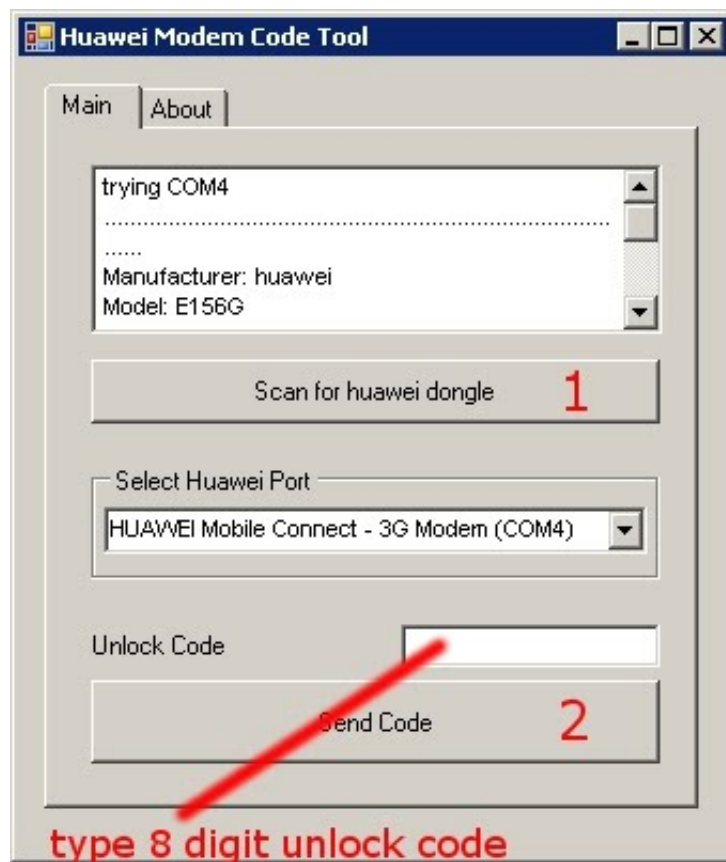 Huawei Modem Code Tool
Main About
trying COM4
..............................................................................
......
Manufacturer: huawei
Model: E156G
Scan for huawei dongle 1
Select Huawei Port
HUAWEI Mobile Connect - 3G Modem (COM4)
Unlock Code
Send Code 2
type 8 digit unlock code